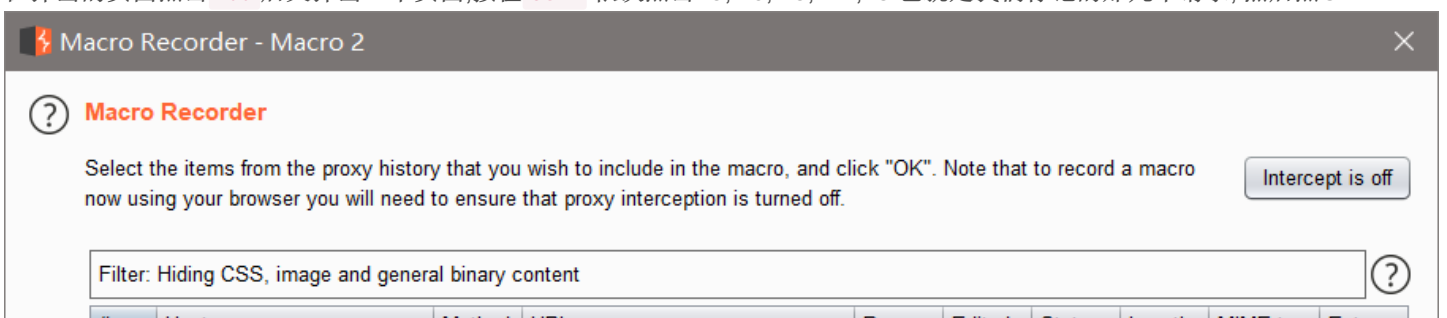 Macro Recorder - Macro 2
Macro Recorder
Select the items from the proxy history that you wish to include in the macro, and click "OK". Note that to record a macro
now using your browser you will need to ensure that proxy interception is turned off.
Intercept is off
Filter: Hiding CSS, image and general binary content